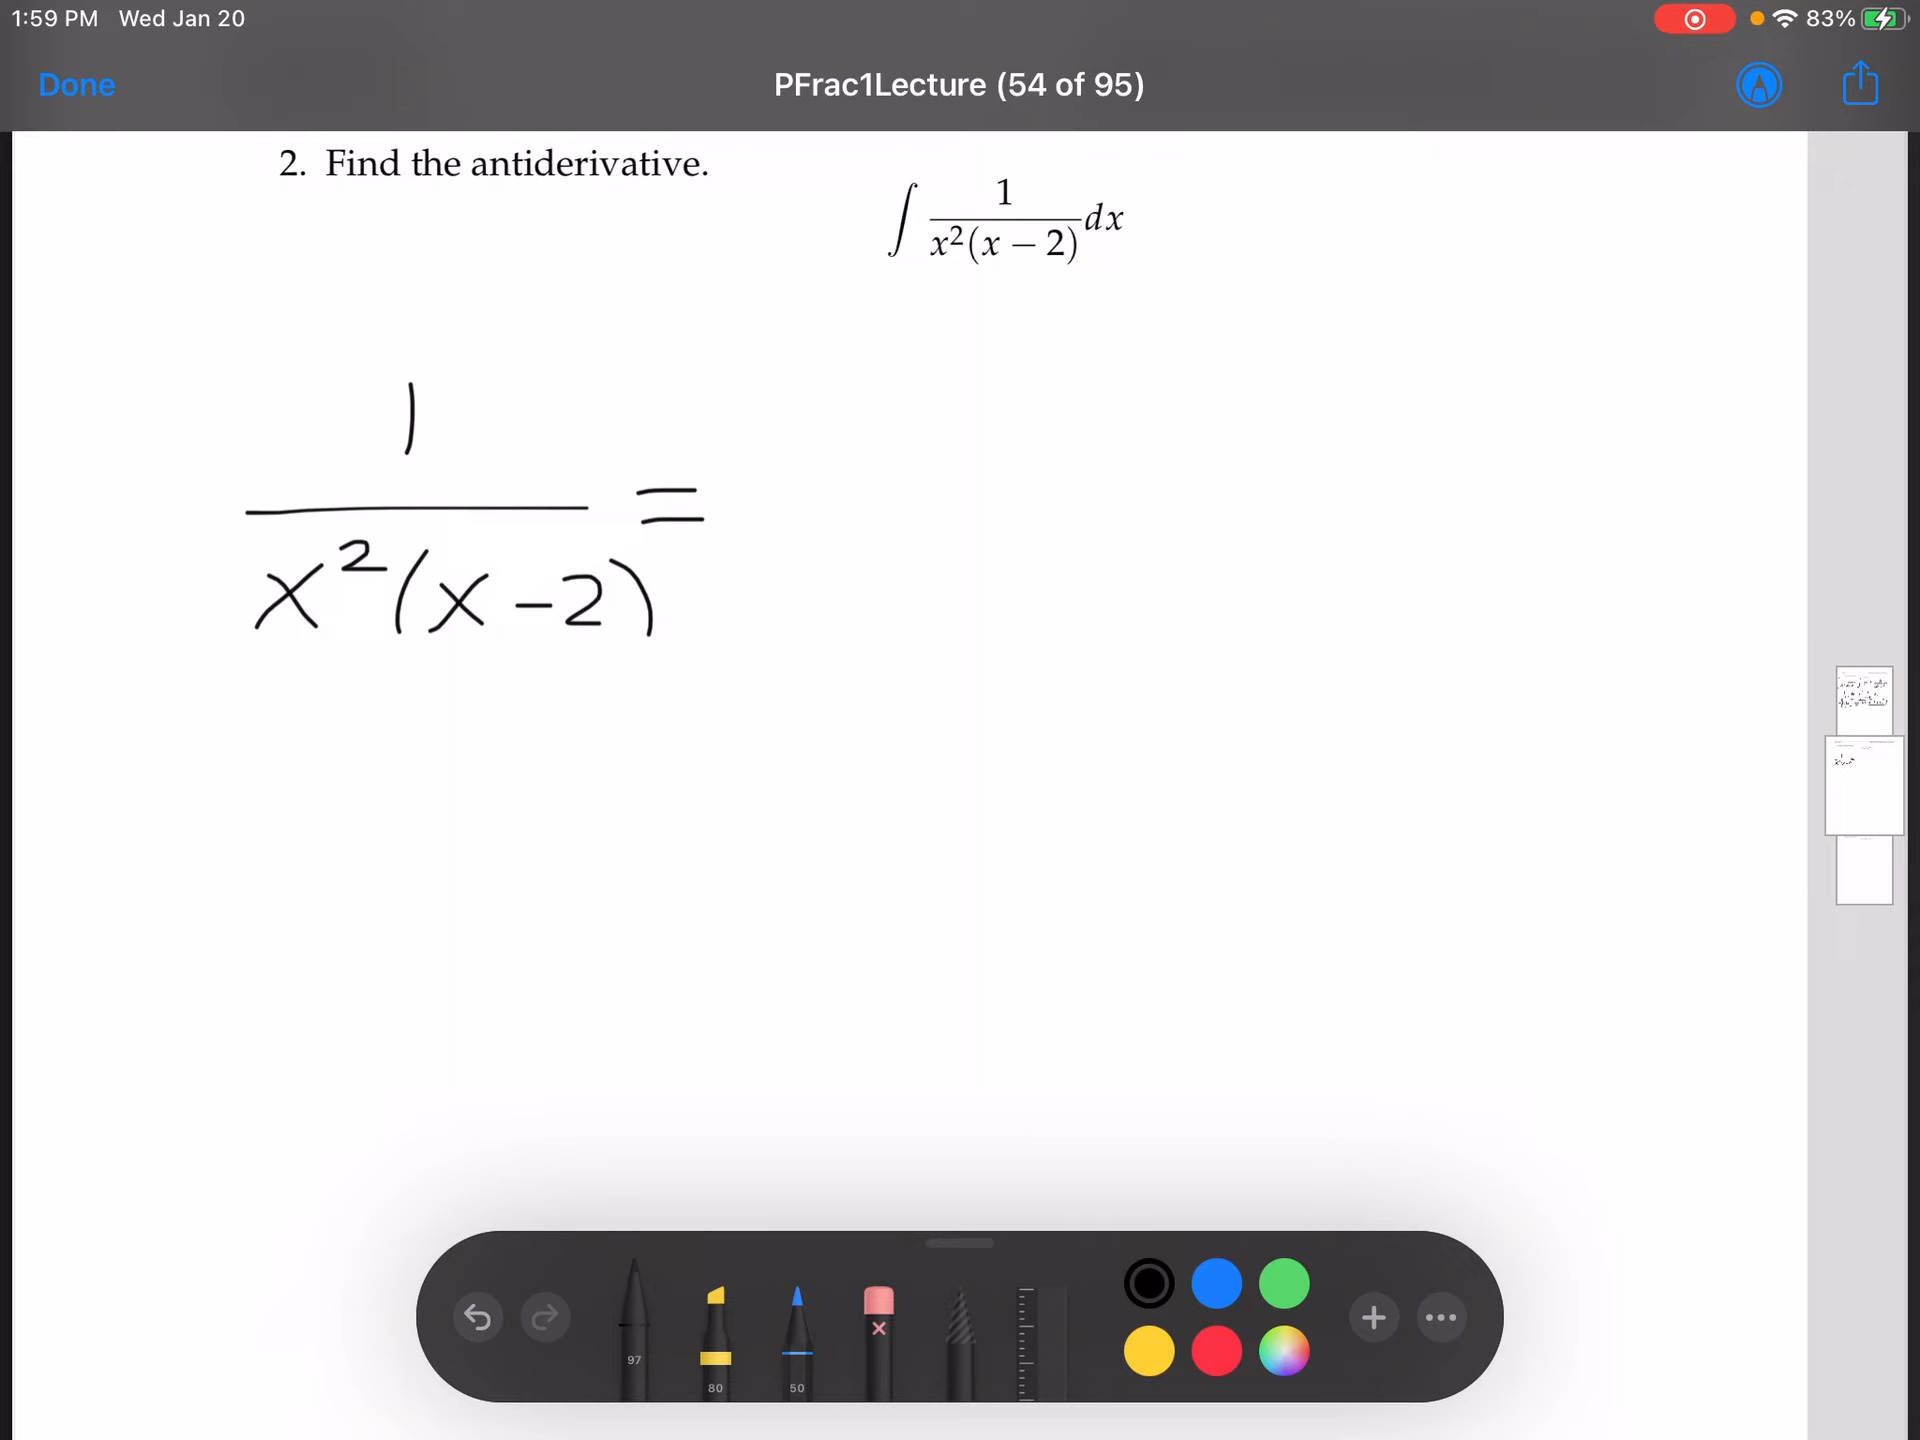 1:59 PM Wed Jan 20
83%
Done
PFrac1Lecture (54 of 95)
2. Find the antiderivative.
∫ 1/(x²(x − 2)) dx
1/(x²(x-2)) =
97
80
50